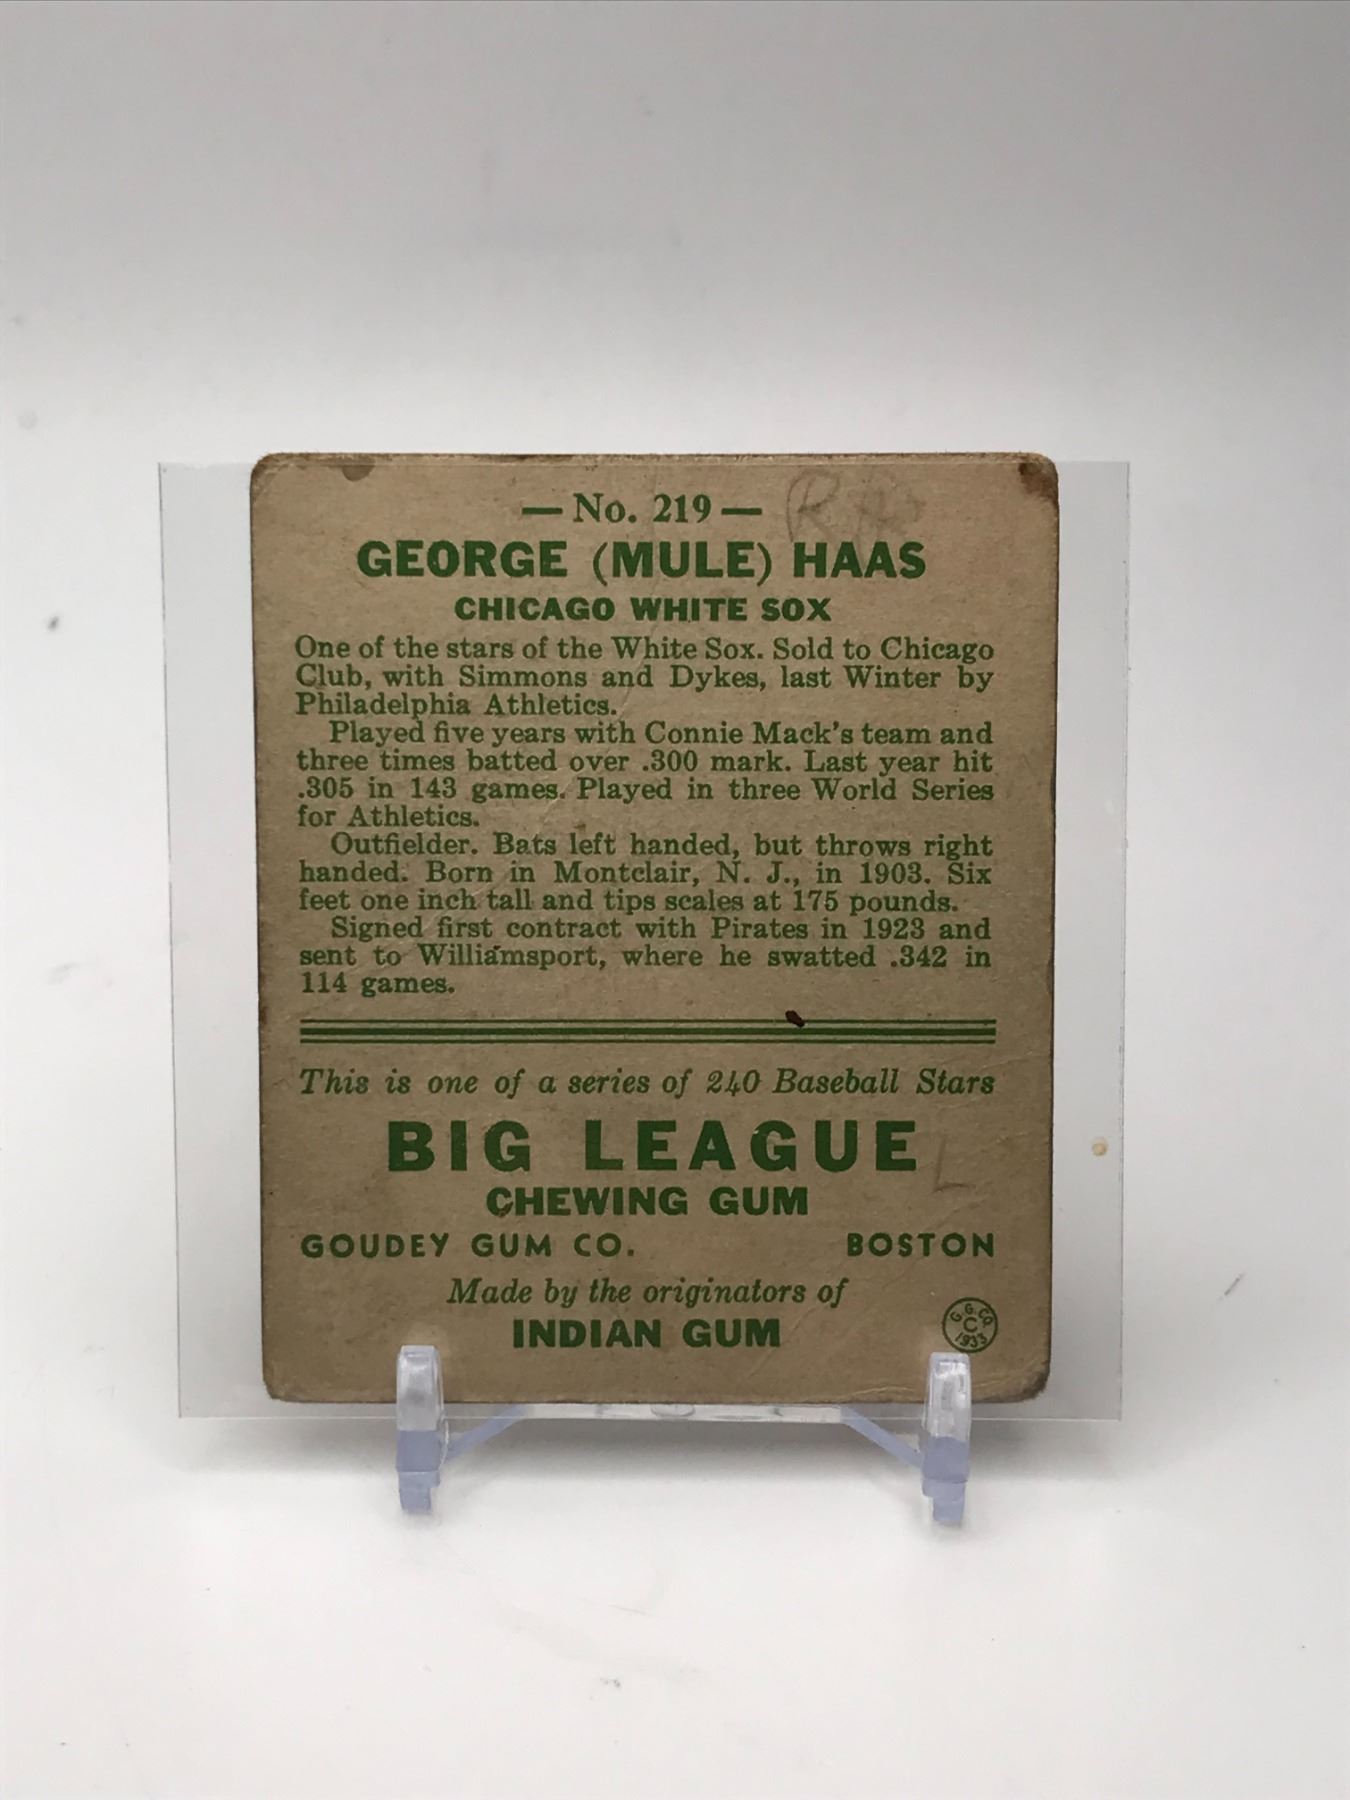 — No. 219 —
GEORGE (MULE) HAAS
CHICAGO WHITE SOX
One of the stars of the White Sox. Sold to Chicago
Club, with Simmons and Dykes, last Winter by
Philadelphia Athletics.
Played five years with Connie Mack's team and
three times batted over .300 mark. Last year hit
.305 in 143 games. Played in three World Series
for Athletics.
Outfielder. Bats left handed, but throws right
handed. Born in Montclair, N. J., in 1903. Six
feet one inch tall and tips scales at 175 pounds.
Signed first contract with Pirates in 1923 and
sent to Williamsport, where he swatted .342 in
114 games.
This is one of a series of 240 Baseball Stars
BIG LEAGUE
L
CHEWING GUM
GOUDEY GUM CO. BOSTON
Made by the originators of
INDIAN GUM
G. G. CO.
C
1933